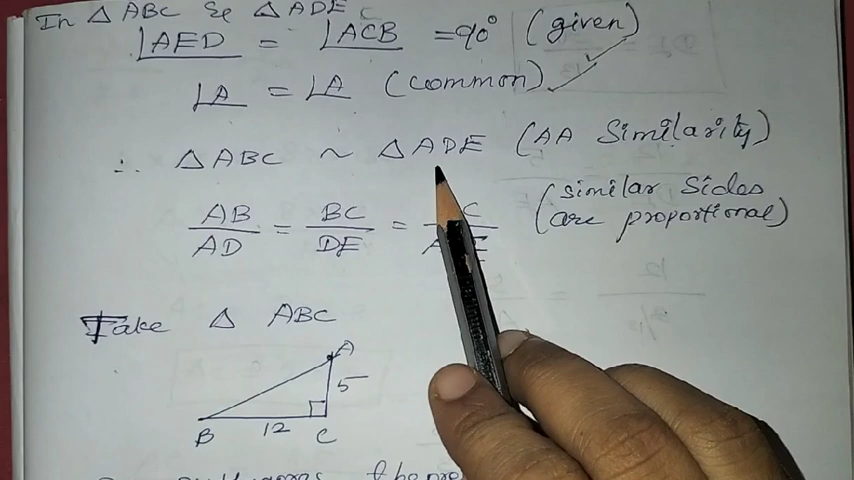 In △ ABC & △ ADE
∠AED = ∠ACB = 90° (given)
∠A = ∠A (common)
∴ △ ABC ~ △ ADE (AA Similarity)
AB/AD = BC/DE = C/A E (similar sides are proportional)
Take △ ABC
A
5
B 12 C